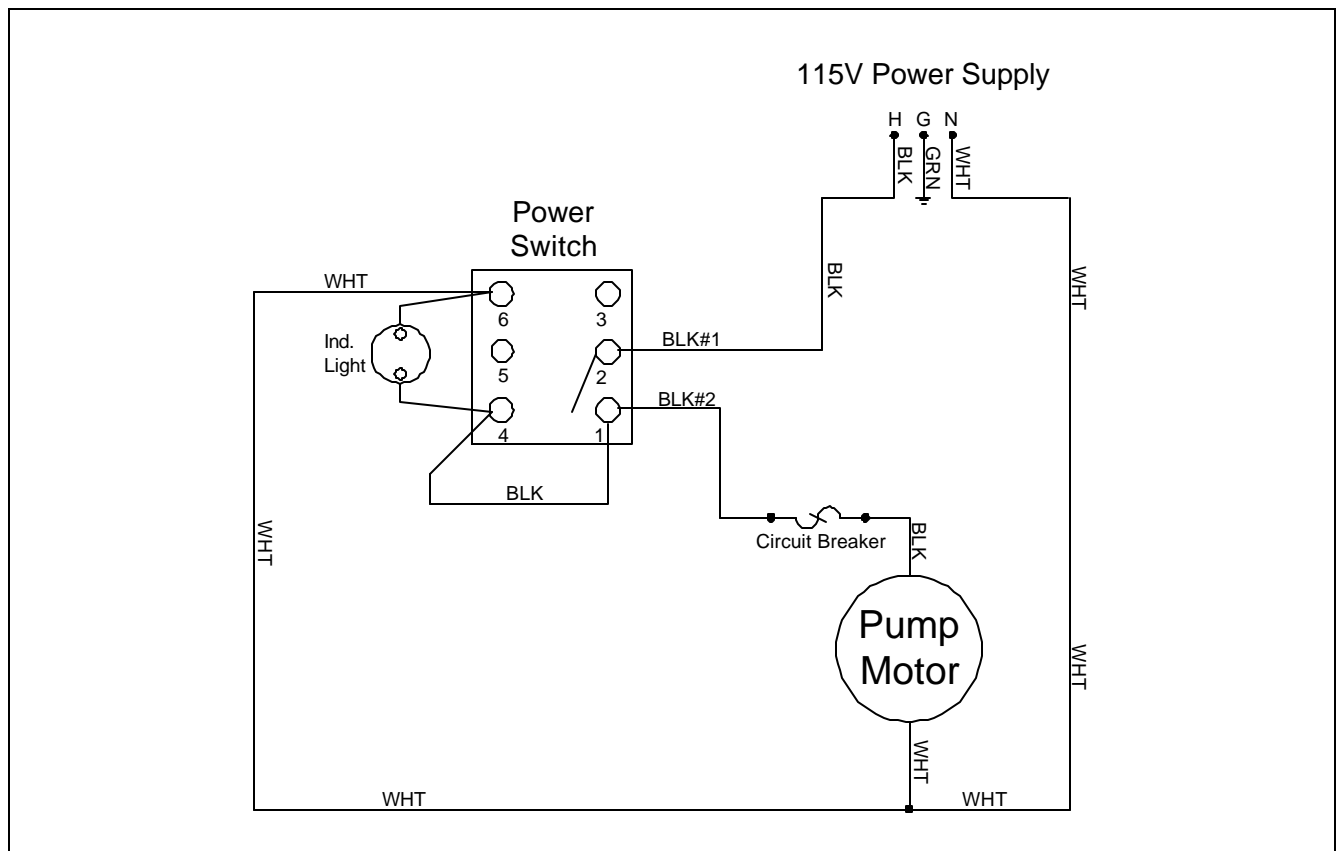 115V Power Supply
H G N
BLK
GRN
WHT
Power
Switch
WHT
BLK
WHT
6
3
Ind.
Light
BLK#1
5
2
BLK#2
4
1
BLK
WHT
Circuit Breaker
BLK
Pump
Motor
WHT
WHT
WHT
WHT